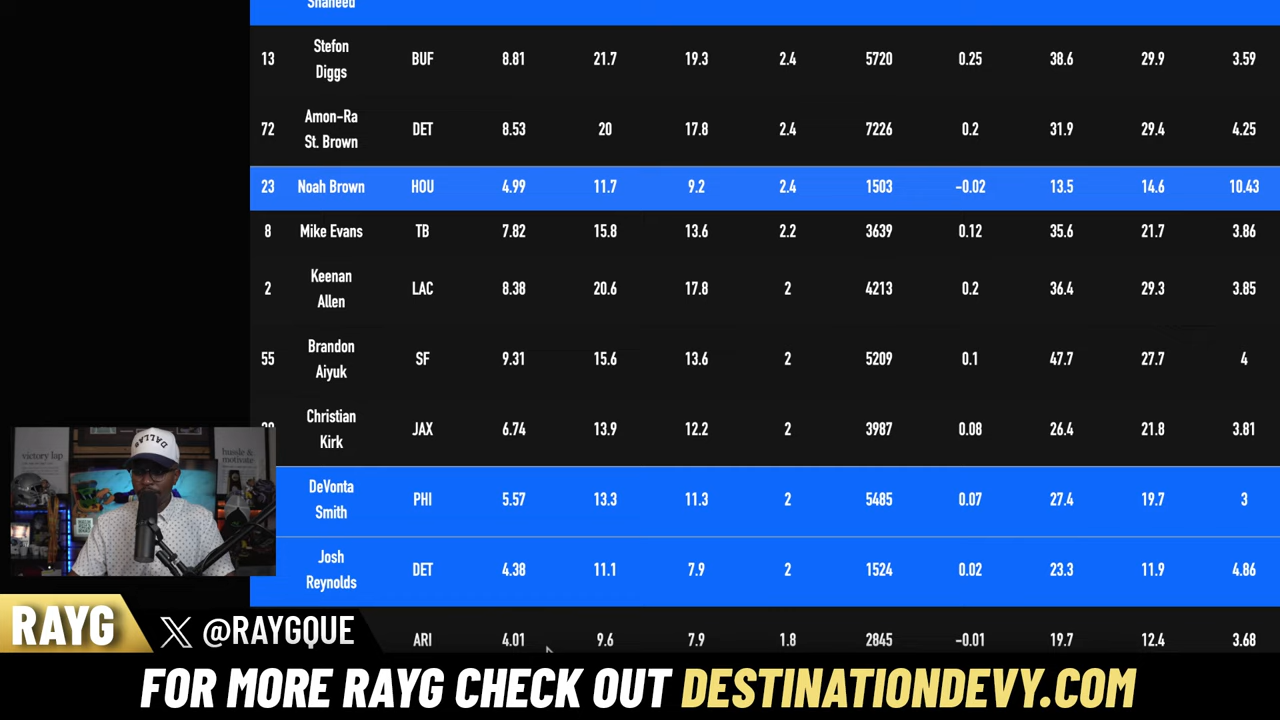 Shaheed
13 Stefon Diggs BUF 8.81 21.7 19.3 2.4 5720 0.25 38.6 29.9 3.59
72 Amon-Ra St. Brown DET 8.53 20 17.8 2.4 7226 0.2 31.9 29.4 4.25
23 Noah Brown HOU 4.99 11.7 9.2 2.4 1503 -0.02 13.5 14.6 10.43
8 Mike Evans TB 7.82 15.8 13.6 2.2 3639 0.12 35.6 21.7 3.86
2 Keenan Allen LAC 8.38 20.6 17.8 2 4213 0.2 36.4 29.3 3.85
55 Brandon Aiyuk SF 9.31 15.6 13.6 2 5209 0.1 47.7 27.7 4
Christian Kirk JAX 6.74 13.9 12.2 2 3987 0.08 26.4 21.8 3.81
DeVonta Smith PHI 5.57 13.3 11.3 2 5485 0.07 27.4 19.7 3
Josh Reynolds DET 4.38 11.1 7.9 2 1524 0.02 23.3 11.9 4.86
ARI 4.01 9.6 7.9 1.8 2845 -0.01 19.7 12.4 3.68
victory lap
hustle & motivate
DALLAS
RAYG X @RAYGQUE
FOR MORE RAYG CHECK OUT DESTINATIONDEVY.COM